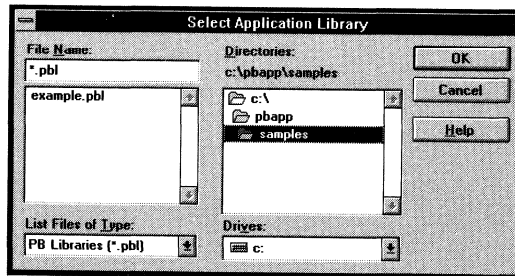 Select Application Library
File Name:
*.pbl
example.pbl
List Files of Type:
PB Libraries (*.pbl)
Directories:
c:\pbapp\samples
c:\
pbapp
samples
Drives:
c:
OK
Cancel
Help